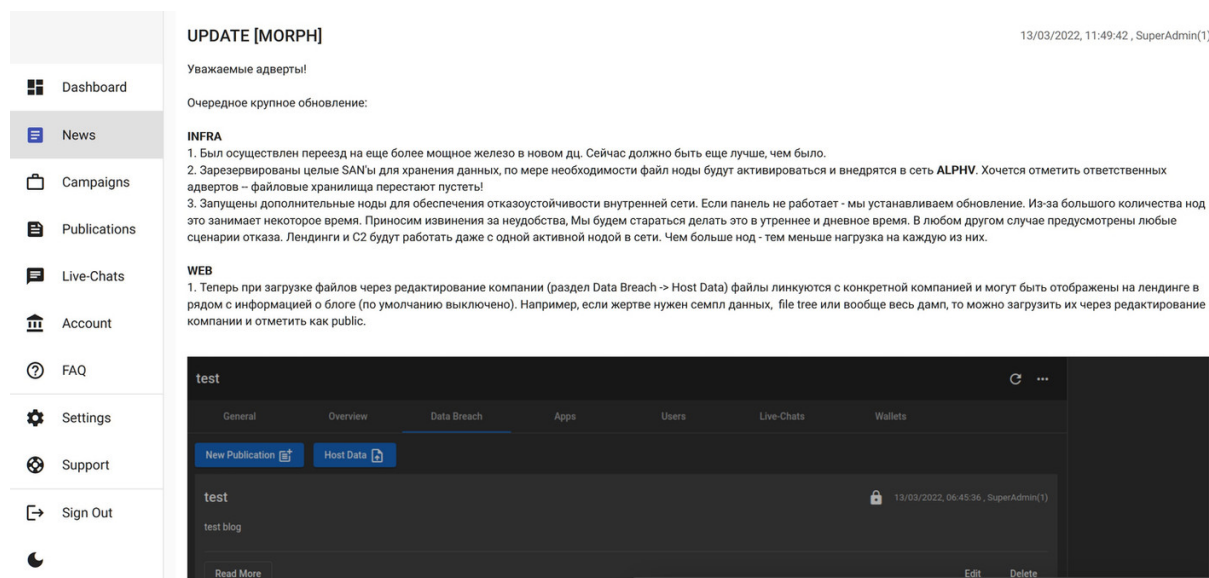 UPDATE [MORPH]
13/03/2022, 11:49:42 , SuperAdmin(1)
Dashboard
News
Campaigns
Publications
Live-Chats
Account
FAQ
Settings
Support
Sign Out
Уважаемые адверты!
Очередное крупное обновление:
INFRA
1. Был осуществлен переезд на еще более мощное железо в новом дц. Сейчас должно быть еще лучше, чем было.
2. Зарезервированы целые SAN'ы для хранения данных, по мере необходимости файл ноды будут активироваться и внедрятся в сеть ALPHV. Хочется отметить ответственных
адвертов -- файловые хранилища перестают пустеть!
3. Запущены дополнительные ноды для обеспечения отказоустойчивости внутренней сети. Если панель не работает - мы устанавливаем обновление. Из-за большого количества нод
это занимает некоторое время. Приносим извинения за неудобства, Мы будем стараться делать это в утреннее и дневное время. В любом другом случае предусмотрены любые
сценарии отказа. Лендинги и C2 будут работать даже с одной активной нодой в сети. Чем больше нод - тем меньше нагрузка на каждую из них.
WEB
1. Теперь при загрузке файлов через редактирование компании (раздел Data Breach -> Host Data) файлы линкуются с конкретной компанией и могут быть отображены на лендинге в
рядом с информацией о блоге (по умолчанию выключено). Например, если жертве нужен семпл данных, file tree или вообще весь дамп, то можно загрузить их через редактирование
компании и отметить как public.
test
General Overview Data Breach Apps Users Live-Chats Wallets
New Publication Host Data
test
13/03/2022, 06:45:36 , SuperAdmin(1)
test blog
Read More Edit Delete